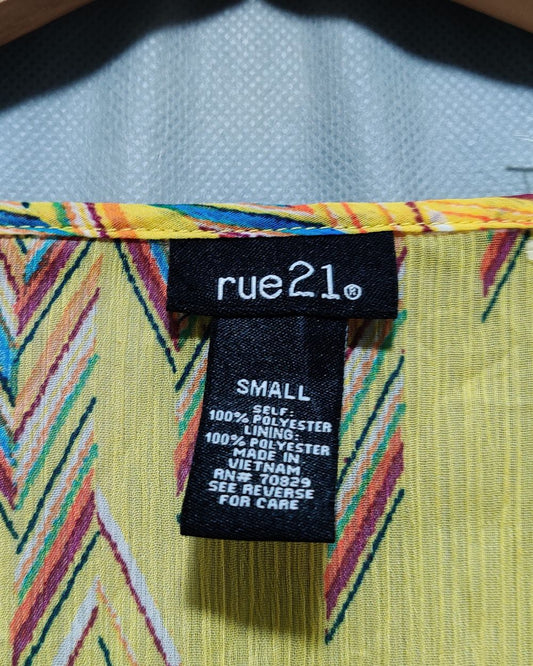 rue21®
SMALL
SELF:
100% POLYESTER
LINING:
100% POLYESTER
MADE IN
VIETNAM
RN# 70829
SEE REVERSE
FOR CARE